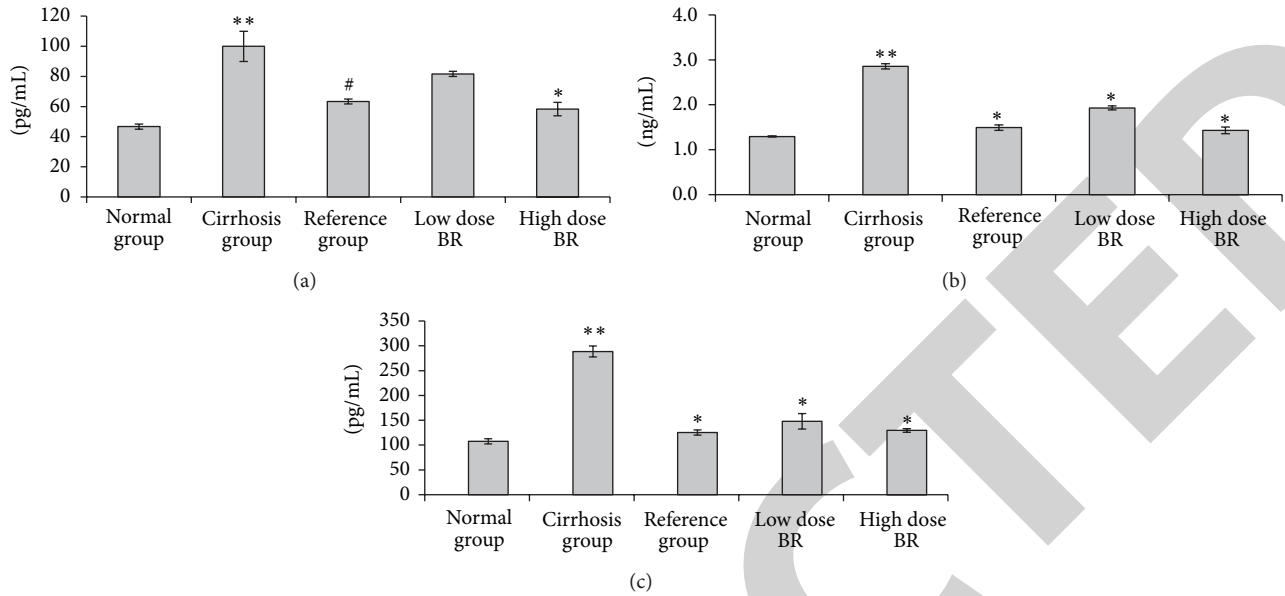 120
100
80
60
40
20
0
(pg/mL)
**
#
*
Normal group
Cirrhosis group
Reference group
Low dose BR
High dose BR
(a)
4.0
3.0
2.0
1.0
0.0
(ng/mL)
**
*
*
*
Normal group
Cirrhosis group
Reference group
Low dose BR
High dose BR
(b)
350
300
250
200
150
100
50
0
(pg/mL)
**
*
*
*
Normal group
Cirrhosis group
Reference group
Low dose BR
High dose BR
(c)
CTED